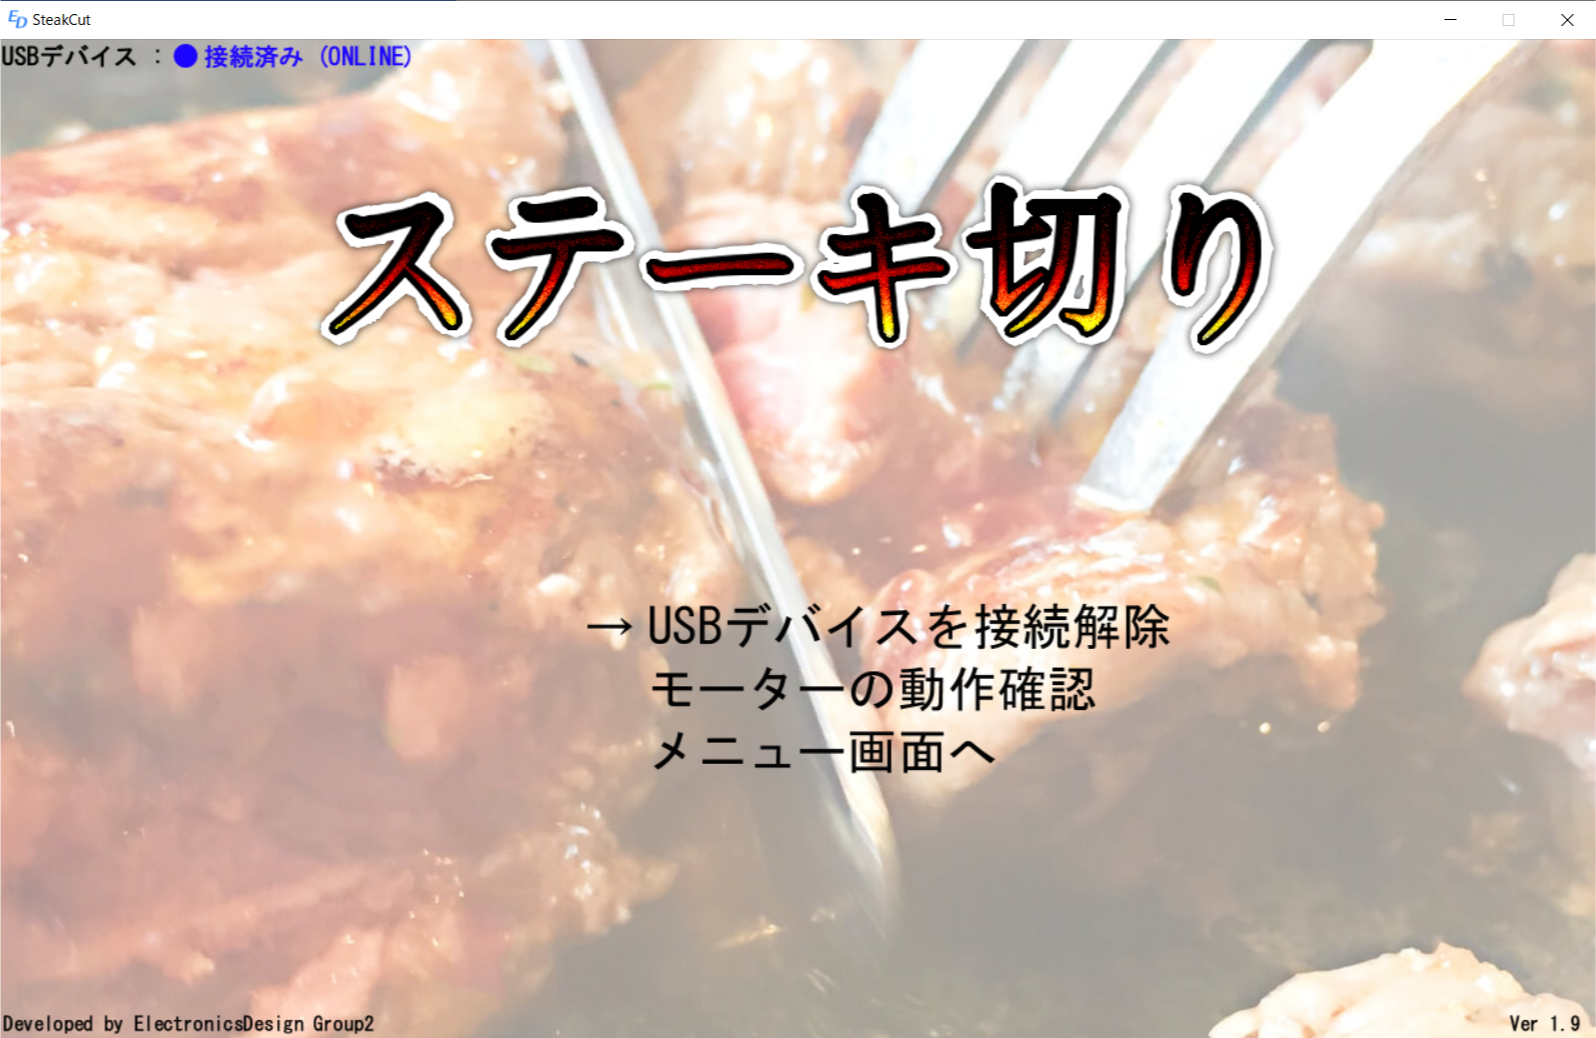 SteakCut
USBデバイス : ● 接続済み (ONLINE)
ステーキ切り
→ USBデバイスを接続解除
モーターの動作確認
メニュー画面へ
Developed by ElectronicsDesign Group2
Ver 1.9